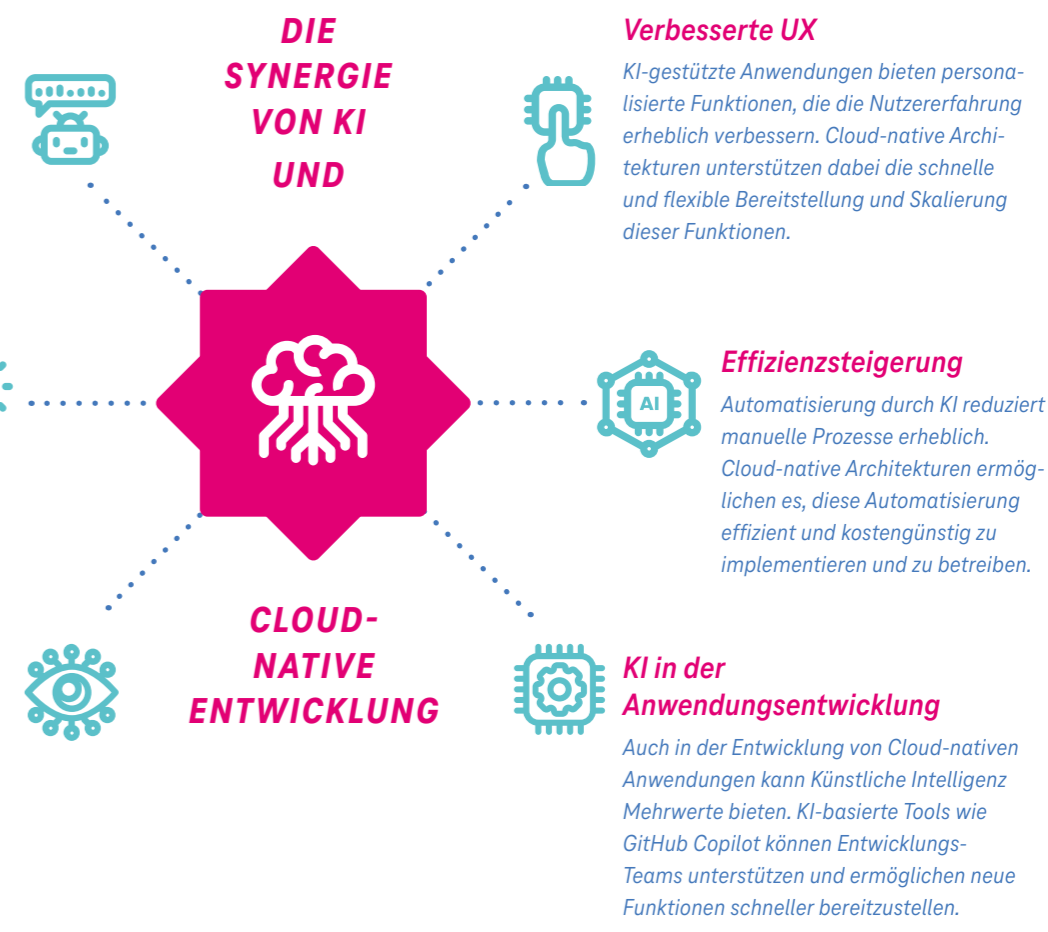 DIE
SYNERGIE
VON KI
UND
CLOUD-
NATIVE
ENTWICKLUNG
Verbesserte UX
KI-gestützte Anwendungen bieten persona-
lisierte Funktionen, die die Nutzererfahrung
erheblich verbessern. Cloud-native Archi-
tekturen unterstützen dabei die schnelle
und flexible Bereitstellung und Skalierung
dieser Funktionen.
AI
Effizienzsteigerung
Automatisierung durch KI reduziert
manuelle Prozesse erheblich.
Cloud-native Architekturen ermög-
lichen es, diese Automatisierung
effizient und kostengünstig zu
implementieren und zu betreiben.
KI in der
Anwendungsentwicklung
Auch in der Entwicklung von Cloud-nativen
Anwendungen kann Künstliche Intelligenz
Mehrwerte bieten. KI-basierte Tools wie
GitHub Copilot können Entwicklungs-
Teams unterstützen und ermöglichen neue
Funktionen schneller bereitzustellen.